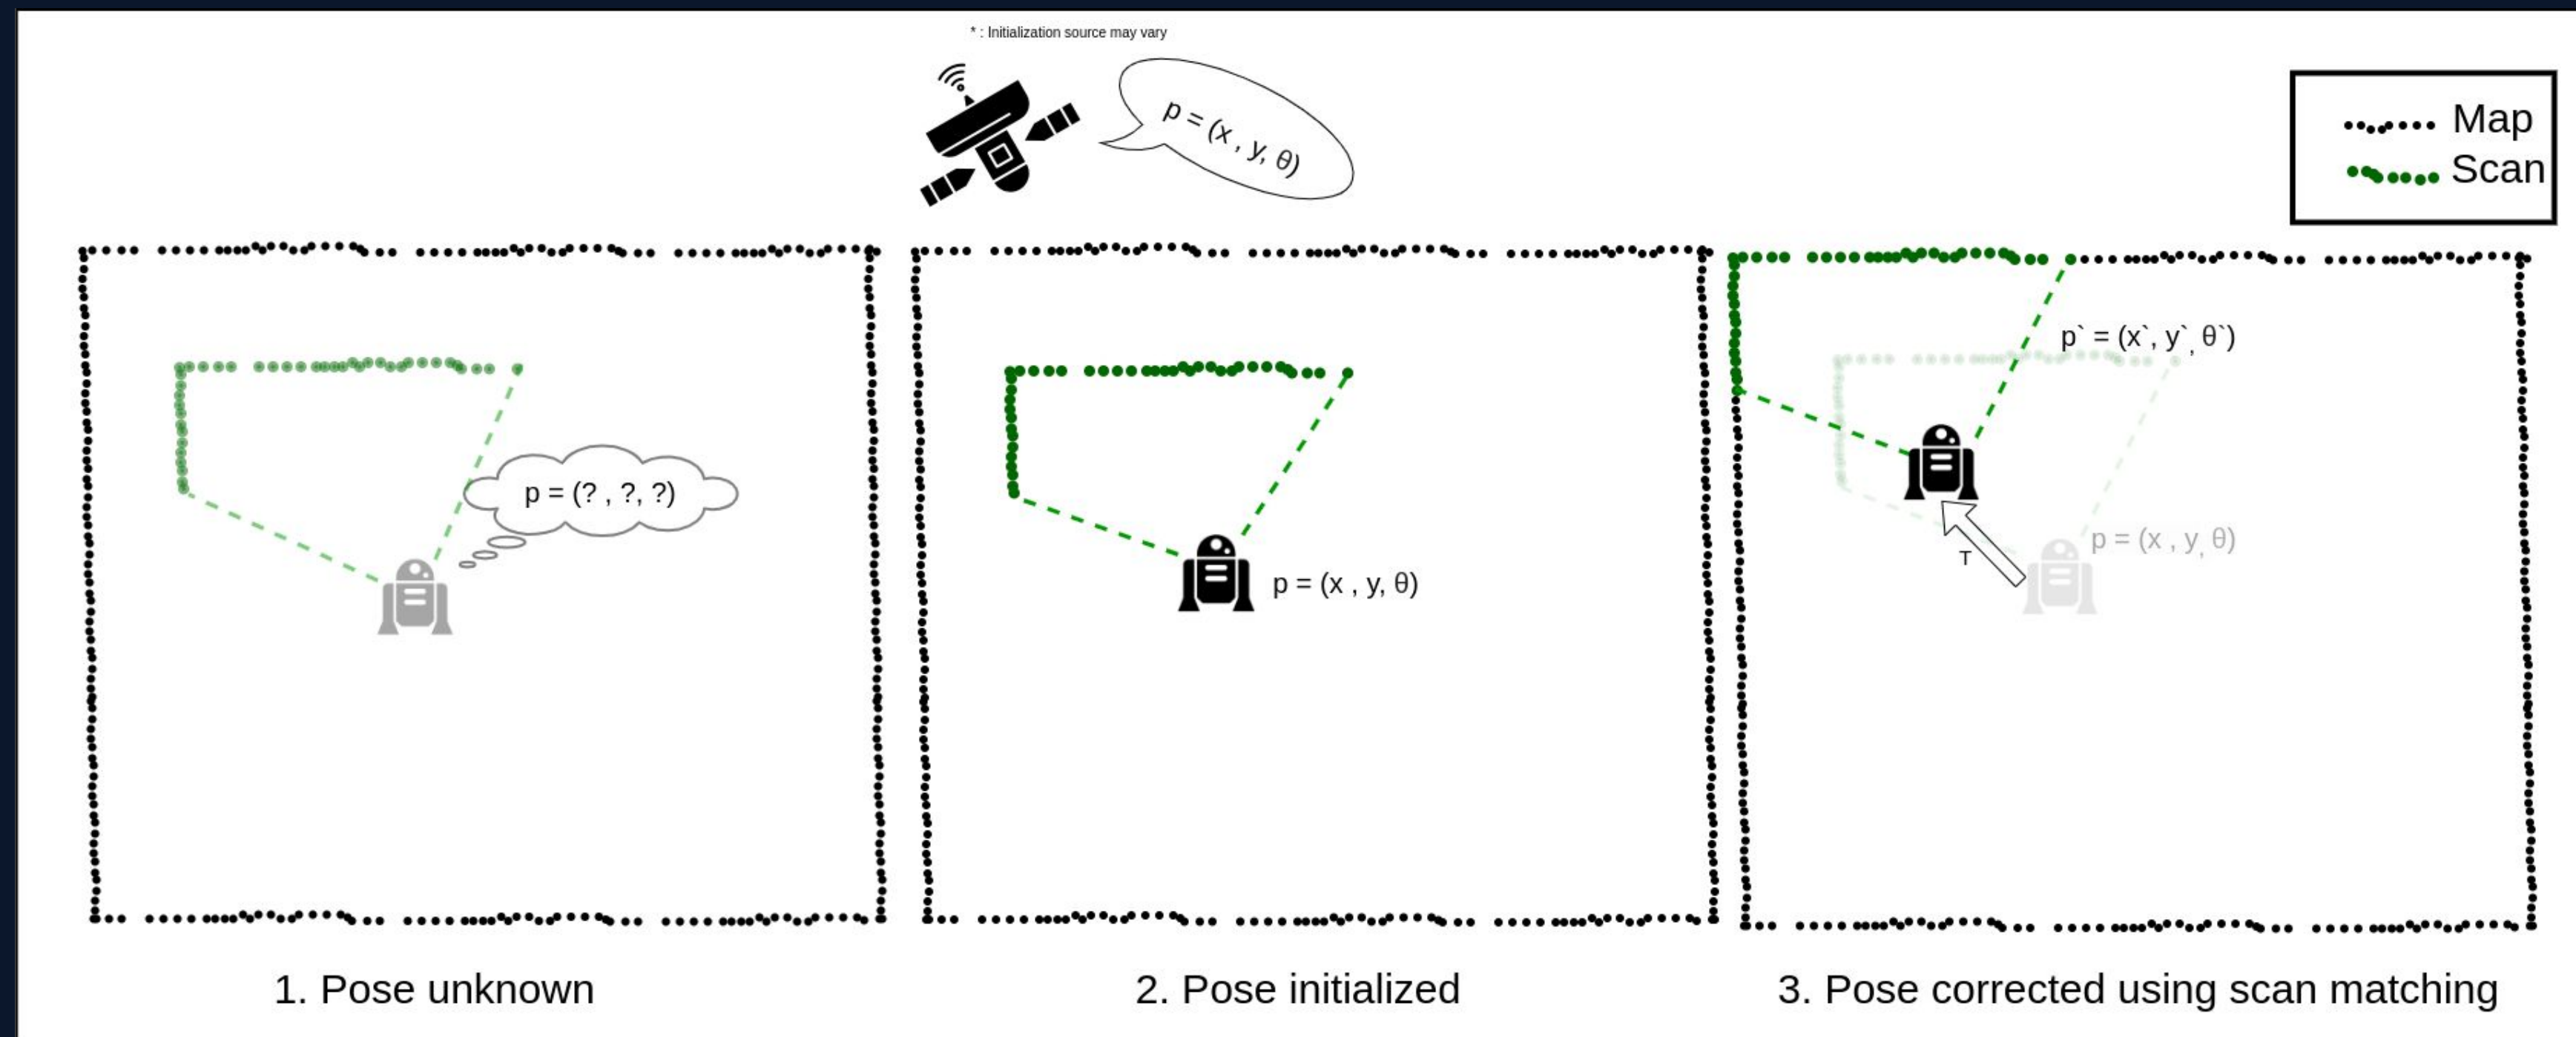 * : Initialization source may vary
p = (x , y, θ)
Map
Scan
p = (? , ?, ?)
p = (x , y, θ)
p` = (x`, y`, θ`)
p = (x , y, θ)
T
1. Pose unknown
2. Pose initialized
3. Pose corrected using scan matching